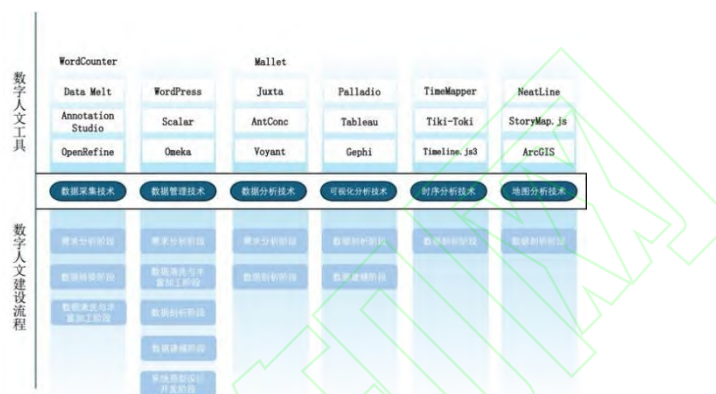 数字人文工具
WordCounter
Mallet
Data Melt
WordPress
Juxta
Palladio
TimeMapper
NeatLine
Annotation
Studio
Scalar
AntConc
Tableau
Tiki-Toki
StoryMap.js
OpenRefine
Omeka
Voyant
Gephi
Timeline.js3
ArcGIS
数据采集技术
数据管理技术
数据分析技术
可视化分析技术
时序分析技术
地图分析技术
数字人文建设流程
需求分析阶段
需求分析阶段
需求分析阶段
数据剖析阶段
数据剖析阶段
数据剖析阶段
数据清洗与丰
富加工阶段
数据剖析阶段
数据建模阶段
数据清洗与丰
富加工阶段
数据剖析阶段
数据建模阶段
系统原型设计
开发阶段